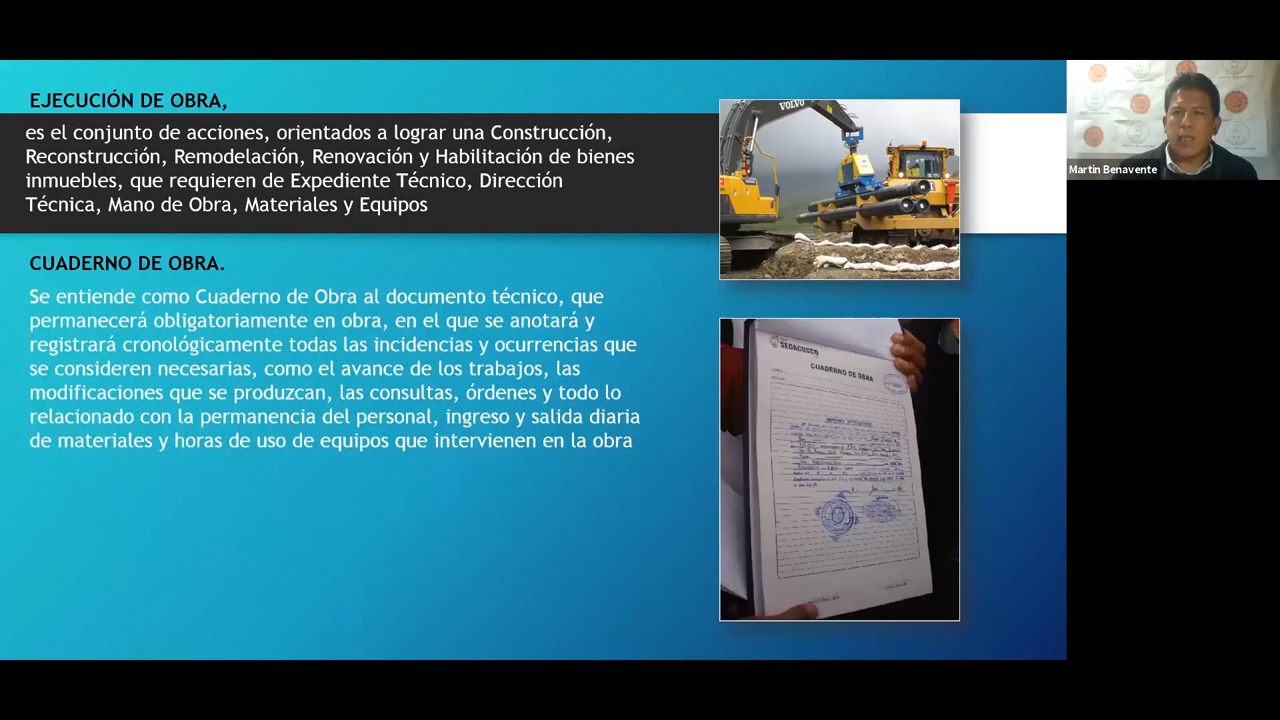 EJECUCIÓN DE OBRA,
es el conjunto de acciones, orientados a lograr una Construcción,
Reconstrucción, Remodelación, Renovación y Habilitación de bienes
inmuebles, que requieren de Expediente Técnico, Dirección
Técnica, Mano de Obra, Materiales y Equipos
CUADERNO DE OBRA.
Se entiende como Cuaderno de Obra al documento técnico, que
permanecerá obligatoriamente en obra, en el que se anotará y
registrará cronológicamente todas las incidencias y ocurrencias que
se consideren necesarias, como el avance de los trabajos, las
modificaciones que se produzcan, las consultas, órdenes y todo lo
relacionado con la permanencia del personal, ingreso y salida diaria
de materiales y horas de uso de equipos que intervienen en la obra
VOLVO
SEDACUSCO
CUADERNO DE OBRA
Martin Benavente